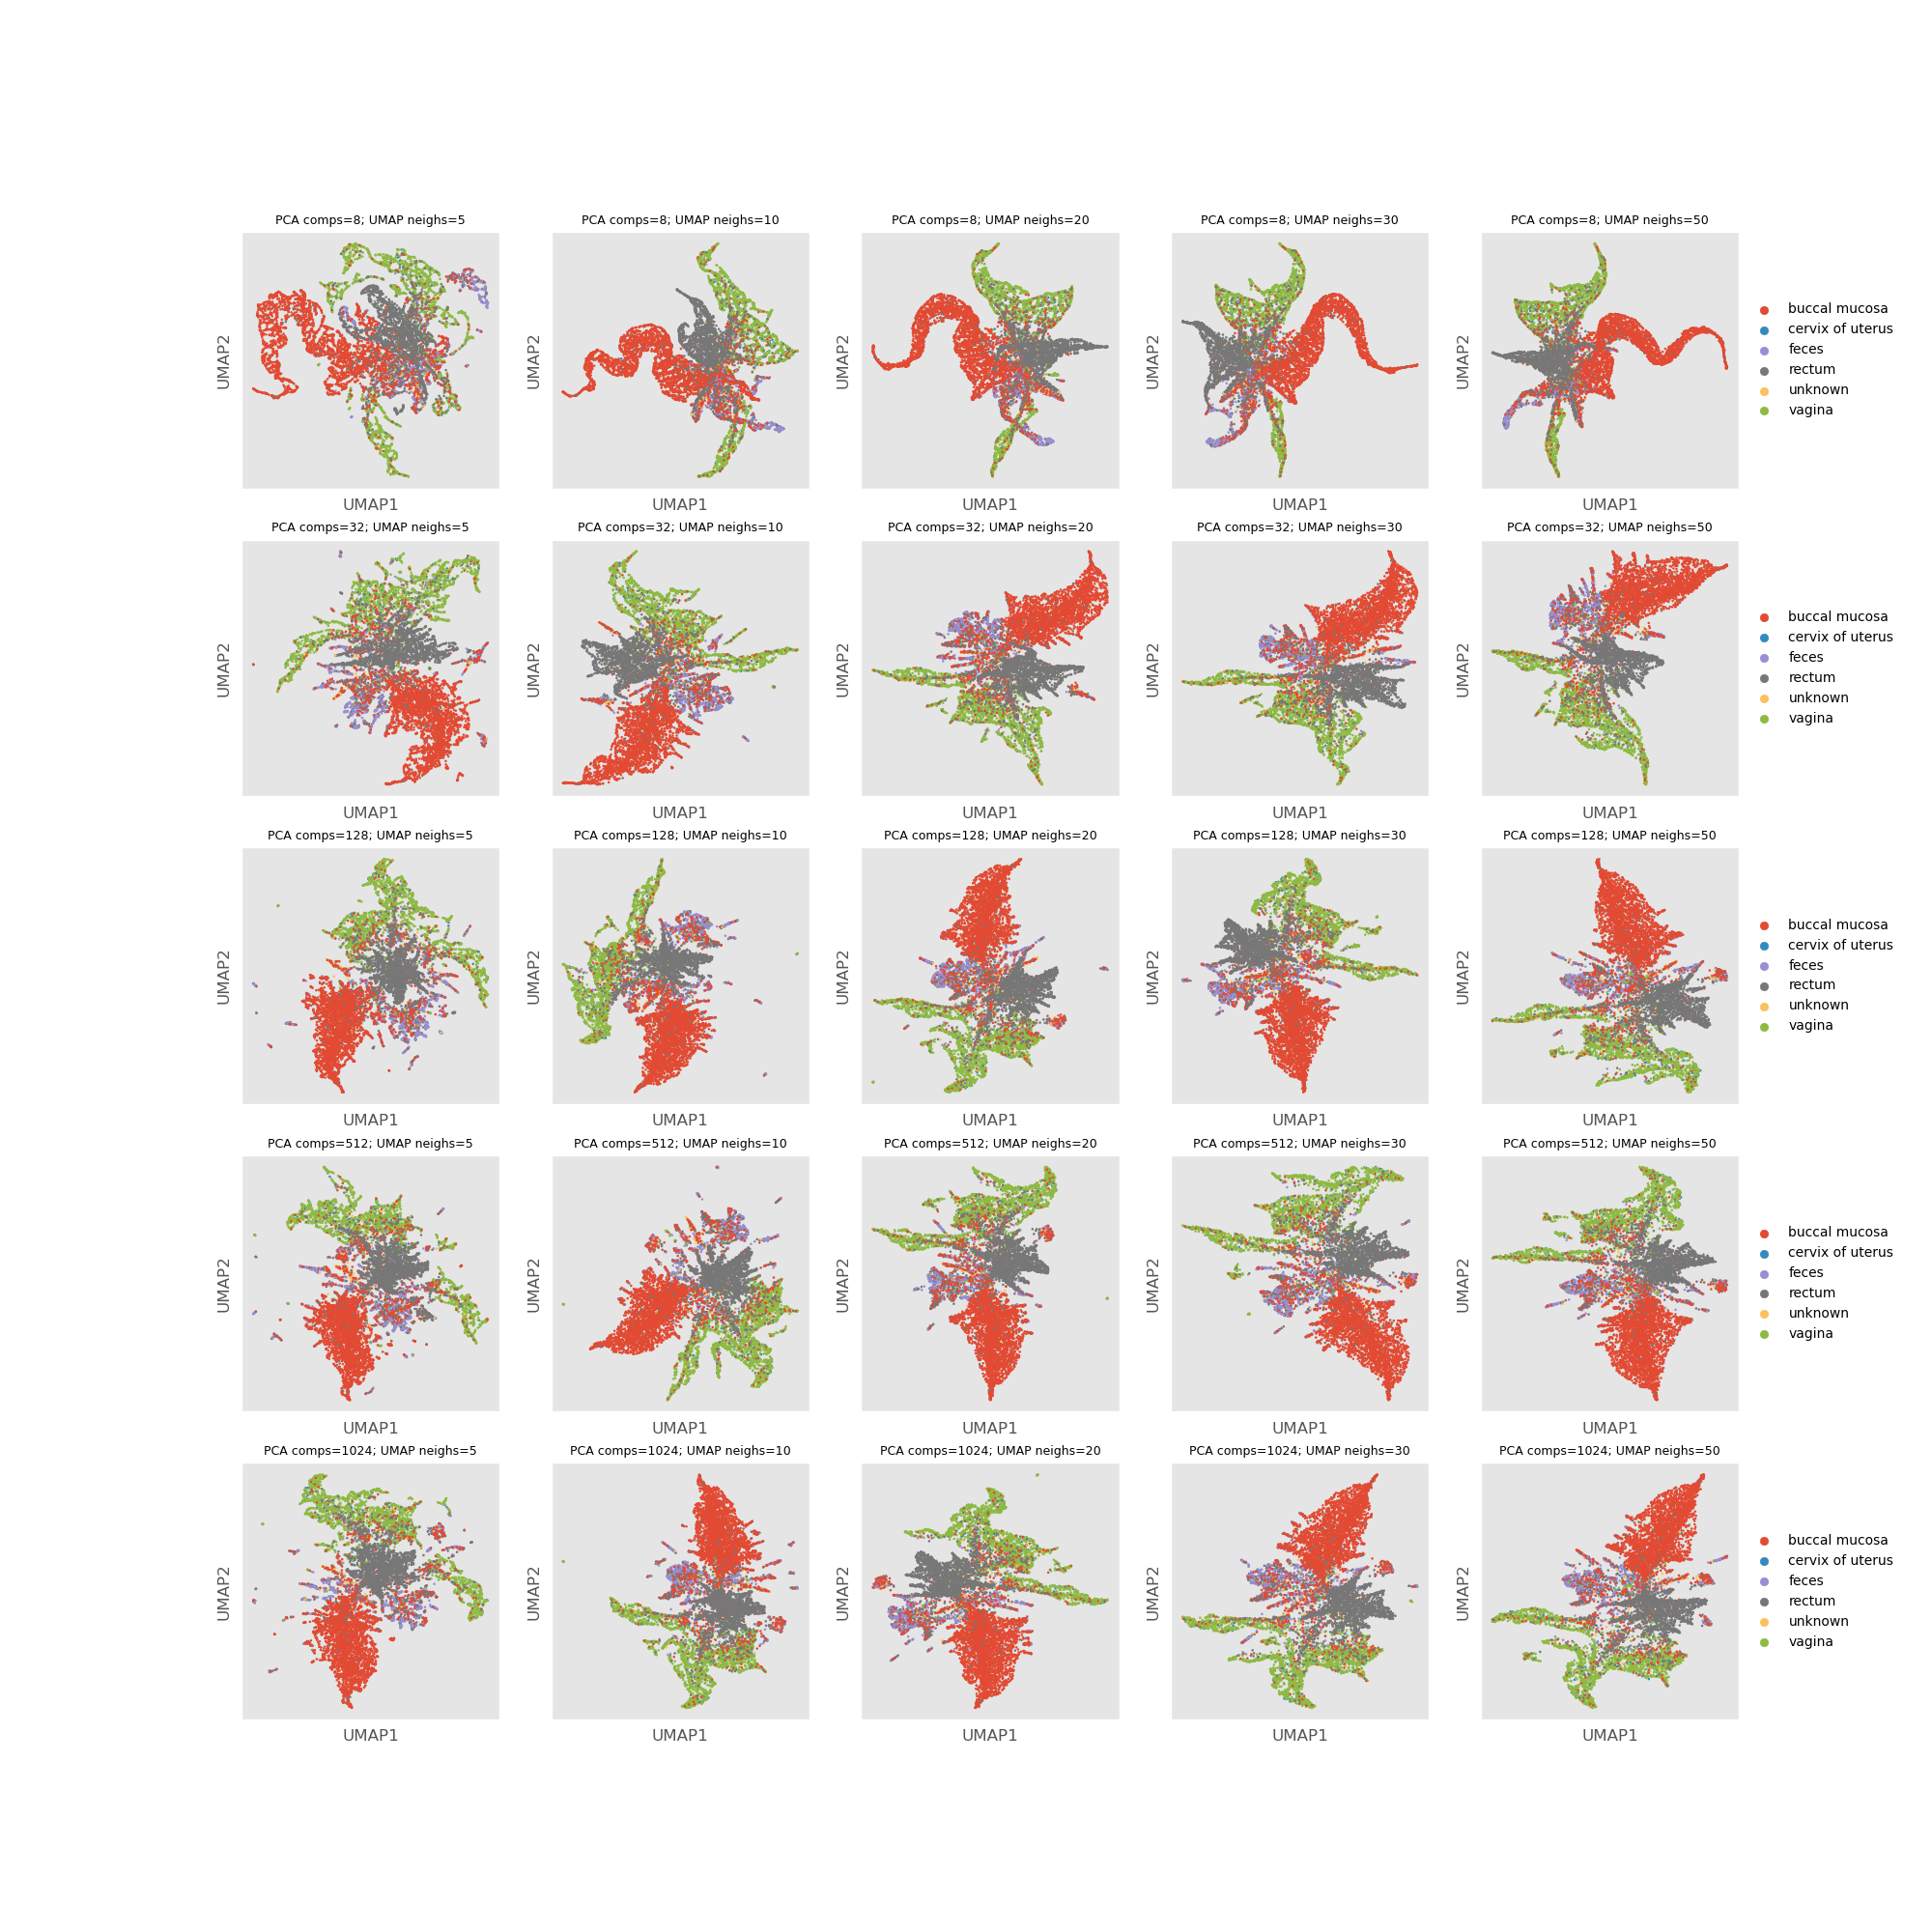 PCA comps=8; UMAP neighs=5
PCA comps=8; UMAP neighs=10
PCA comps=8; UMAP neighs=20
PCA comps=8; UMAP neighs=30
PCA comps=8; UMAP neighs=50
UMAP2
UMAP2
UMAP2
UMAP2
UMAP2
buccal mucosa
cervix of uterus
feces
rectum
unknown
vagina
UMAP1
UMAP1
UMAP1
UMAP1
UMAP1
PCA comps=32; UMAP neighs=5
PCA comps=32; UMAP neighs=10
PCA comps=32; UMAP neighs=20
PCA comps=32; UMAP neighs=30
PCA comps=32; UMAP neighs=50
UMAP2
UMAP2
UMAP2
UMAP2
UMAP2
buccal mucosa
cervix of uterus
feces
rectum
unknown
vagina
UMAP1
UMAP1
UMAP1
UMAP1
UMAP1
PCA comps=128; UMAP neighs=5
PCA comps=128; UMAP neighs=10
PCA comps=128; UMAP neighs=20
PCA comps=128; UMAP neighs=30
PCA comps=128; UMAP neighs=50
UMAP2
UMAP2
UMAP2
UMAP2
UMAP2
buccal mucosa
cervix of uterus
feces
rectum
unknown
vagina
UMAP1
UMAP1
UMAP1
UMAP1
UMAP1
PCA comps=512; UMAP neighs=5
PCA comps=512; UMAP neighs=10
PCA comps=512; UMAP neighs=20
PCA comps=512; UMAP neighs=30
PCA comps=512; UMAP neighs=50
UMAP2
UMAP2
UMAP2
UMAP2
UMAP2
buccal mucosa
cervix of uterus
feces
rectum
unknown
vagina
UMAP1
UMAP1
UMAP1
UMAP1
UMAP1
PCA comps=1024; UMAP neighs=5
PCA comps=1024; UMAP neighs=10
PCA comps=1024; UMAP neighs=20
PCA comps=1024; UMAP neighs=30
PCA comps=1024; UMAP neighs=50
UMAP2
UMAP2
UMAP2
UMAP2
UMAP2
buccal mucosa
cervix of uterus
feces
rectum
unknown
vagina
UMAP1
UMAP1
UMAP1
UMAP1
UMAP1